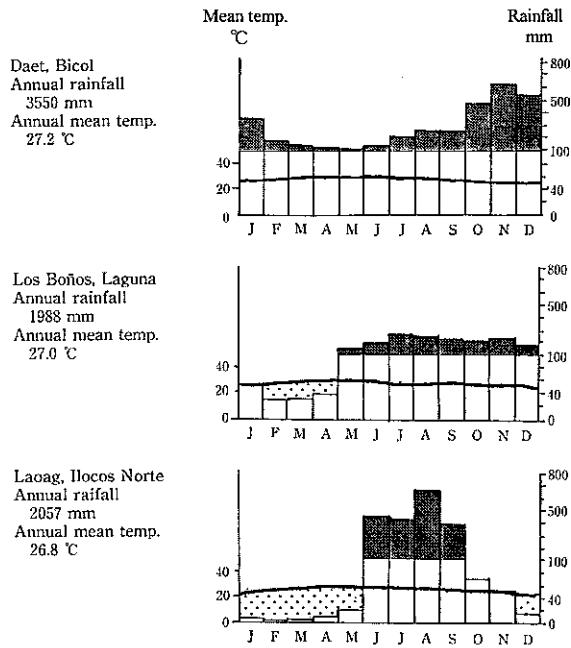 Mean temp. Rainfall
℃ mm
Daet, Bicol
Annual rainfall
3550 mm
Annual mean temp.
27.2 ℃
800
500
100
40 40
20
0 0
J F M A M J J A S O N D
Los Boños, Laguna
Annual rainfall
1988 mm
Annual mean temp.
27.0 ℃
800
500
100
40 40
20
0 0
J F M A M J J A S O N D
Laoag, Ilocos Norte
Annual raifall
2057 mm
Annual mean temp.
26.8 ℃
800
500
100
40 40
20
0 0
J F M A M J J A S O N D